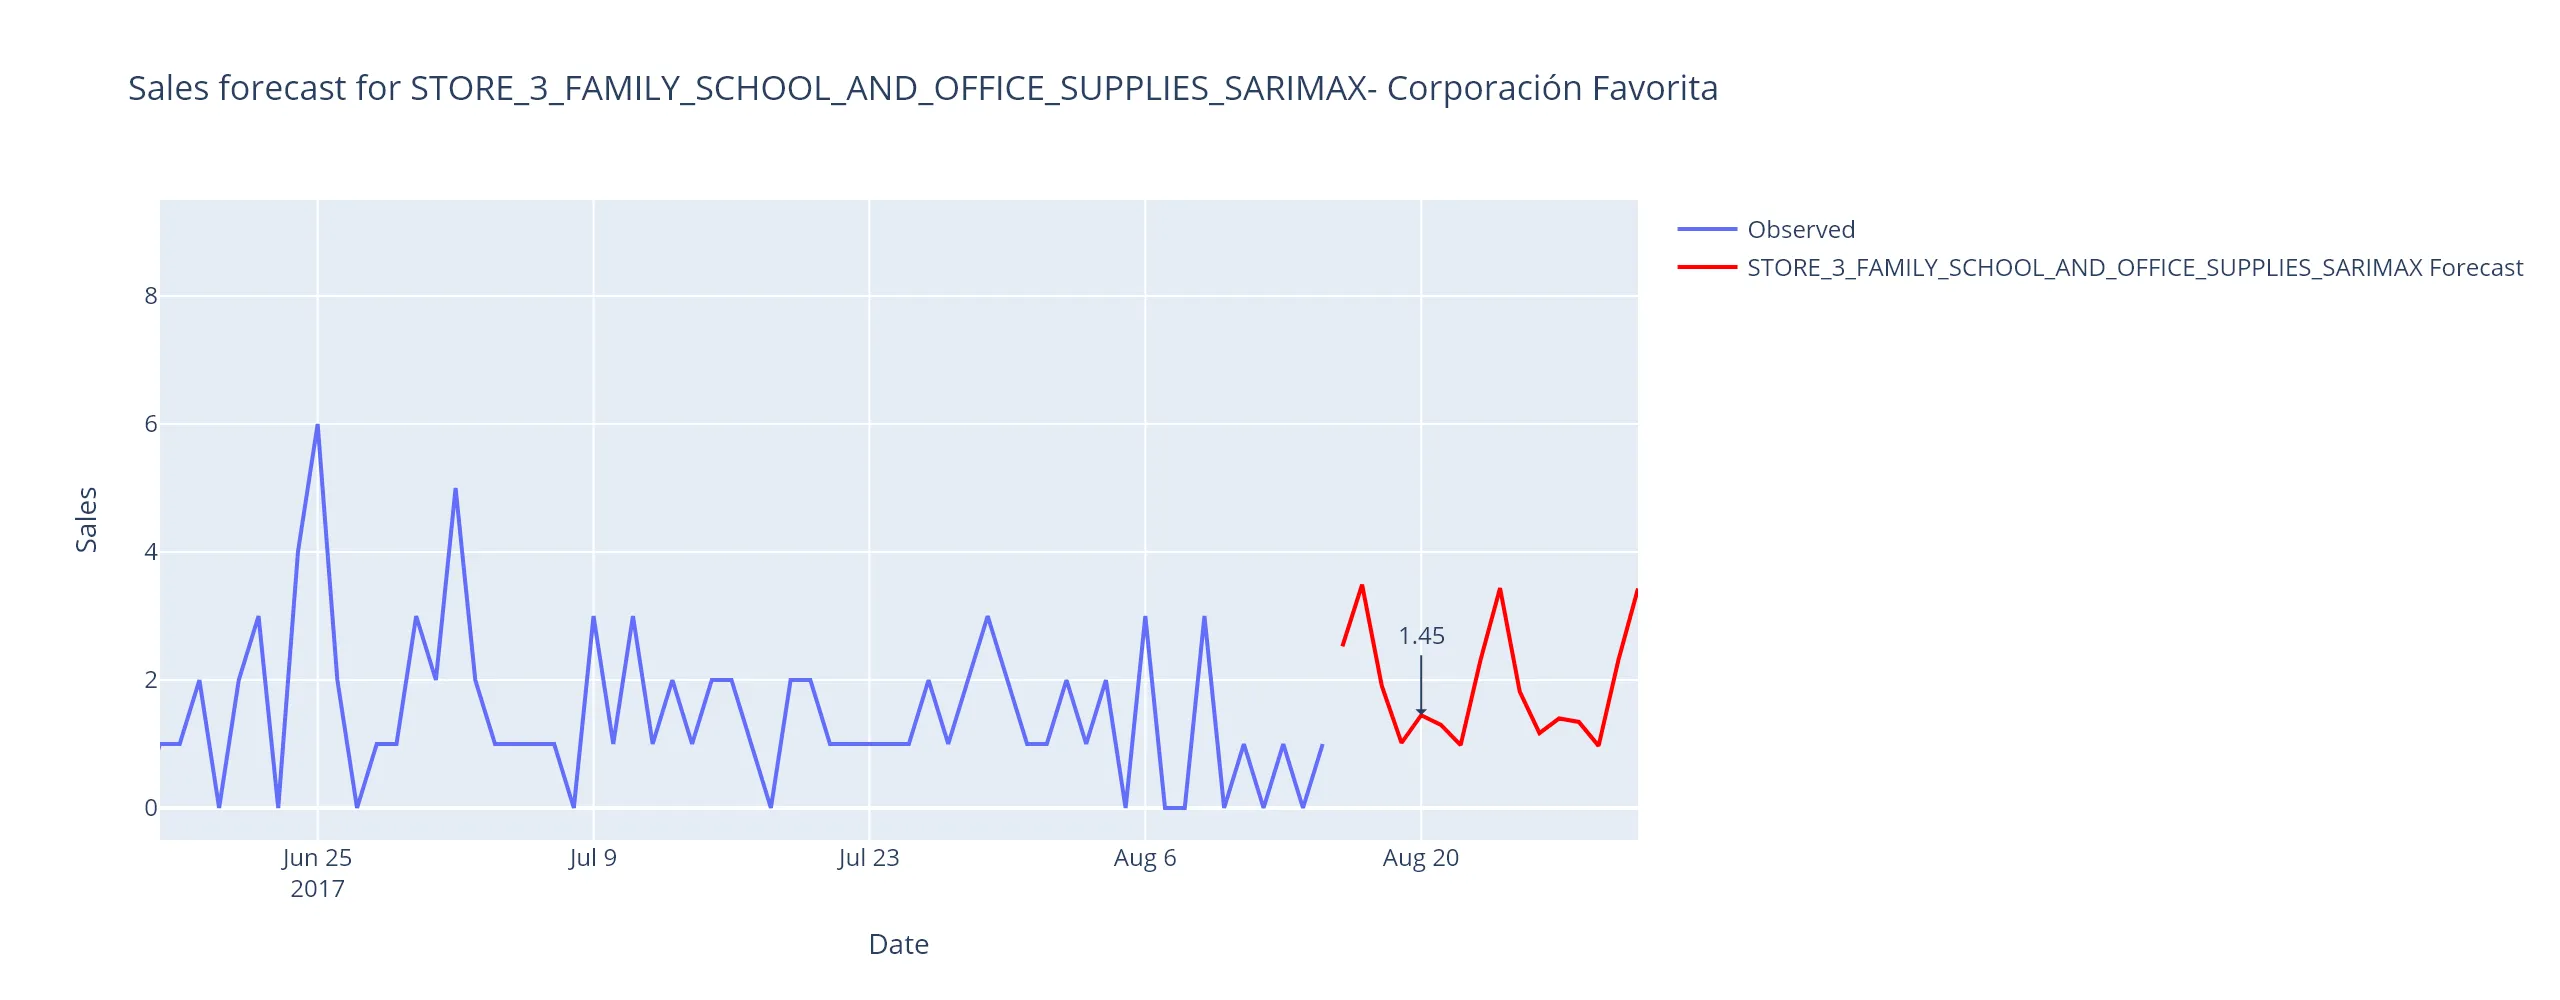 Sales forecast for STORE_3_FAMILY_SCHOOL_AND_OFFICE_SUPPLIES_SARIMAX- Corporación Favorita
Observed
STORE_3_FAMILY_SCHOOL_AND_OFFICE_SUPPLIES_SARIMAX Forecast
8
6
4
2
0
Sales
1.45
Jun 25
2017
Jul 9
Jul 23
Aug 6
Aug 20
Date